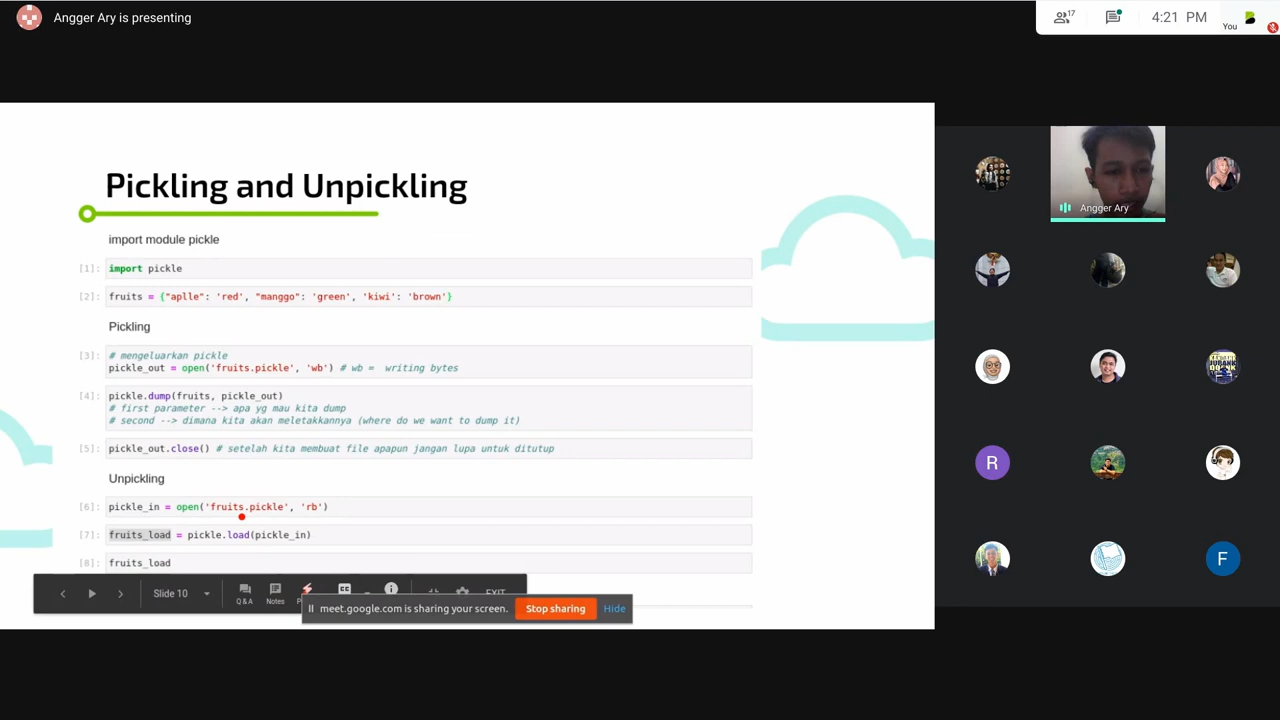 Angger Ary is presenting
17
4:21 PM
You
Pickling and Unpickling
import module pickle
[1]: import pickle
[2]: fruits = {"aplle": 'red', "manggo": 'green', 'kiwi': 'brown'}
Pickling
[3]: # mengeluarkan pickle
pickle_out = open('fruits.pickle', 'wb') # wb = writing bytes
[4]: pickle.dump(fruits, pickle_out)
# first parameter --> apa yg mau kita dump
# second --> dimana kita akan meletakkannya (where do we want to dump it)
[5]: pickle_out.close() # setelah kita membuat file apapun jangan lupa untuk ditutup
Unpickling
[6]: pickle_in = open('fruits.pickle', 'rb')
[7]: fruits_load = pickle.load(pickle_in)
[8]: fruits_load
Slide 10
Q & A
Notes
CC
EXIT
meet.google.com is sharing your screen.
Stop sharing
Hide
Angger Ary
R
F